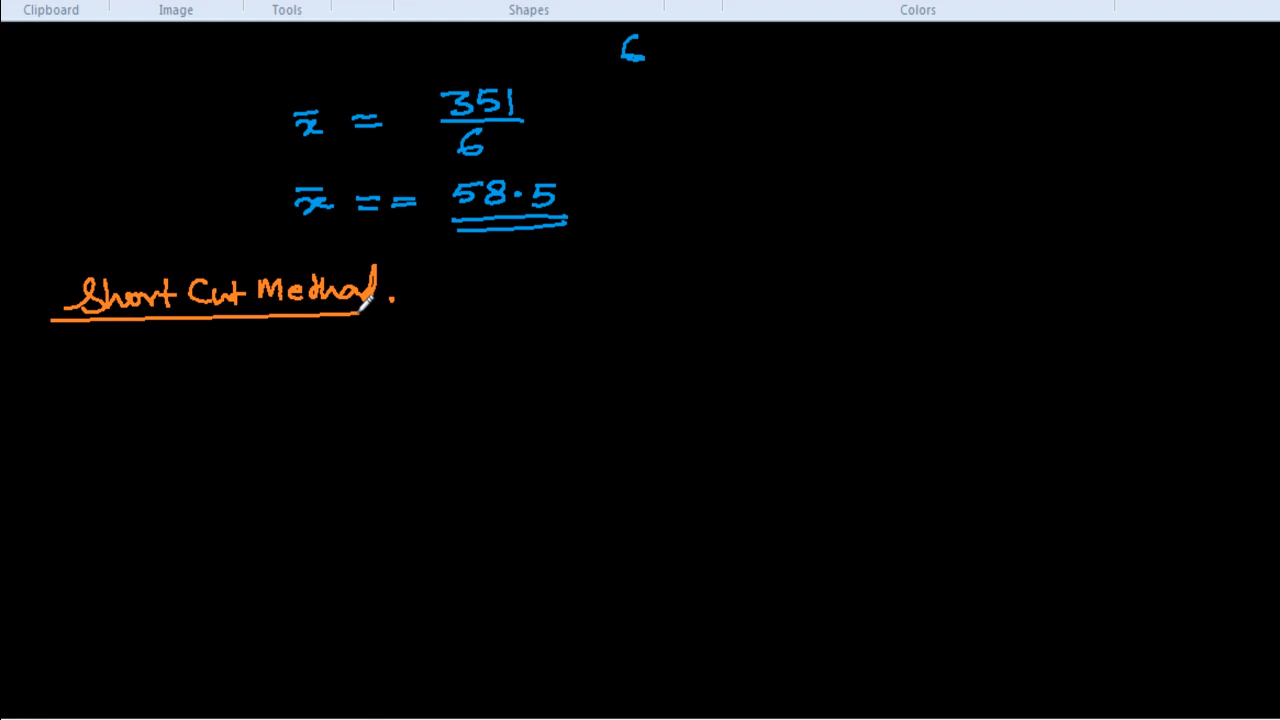 Clipboard Image Tools Shapes Colors
6
x̄ = 351/6
x̄ = = 58.5
Short Cut Method.